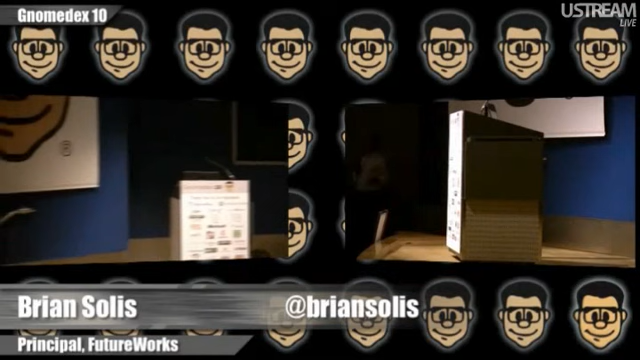 Gnomedex 10
USTREAM
LIVE
Brian Solis
@briansolis
Principal, FutureWorks